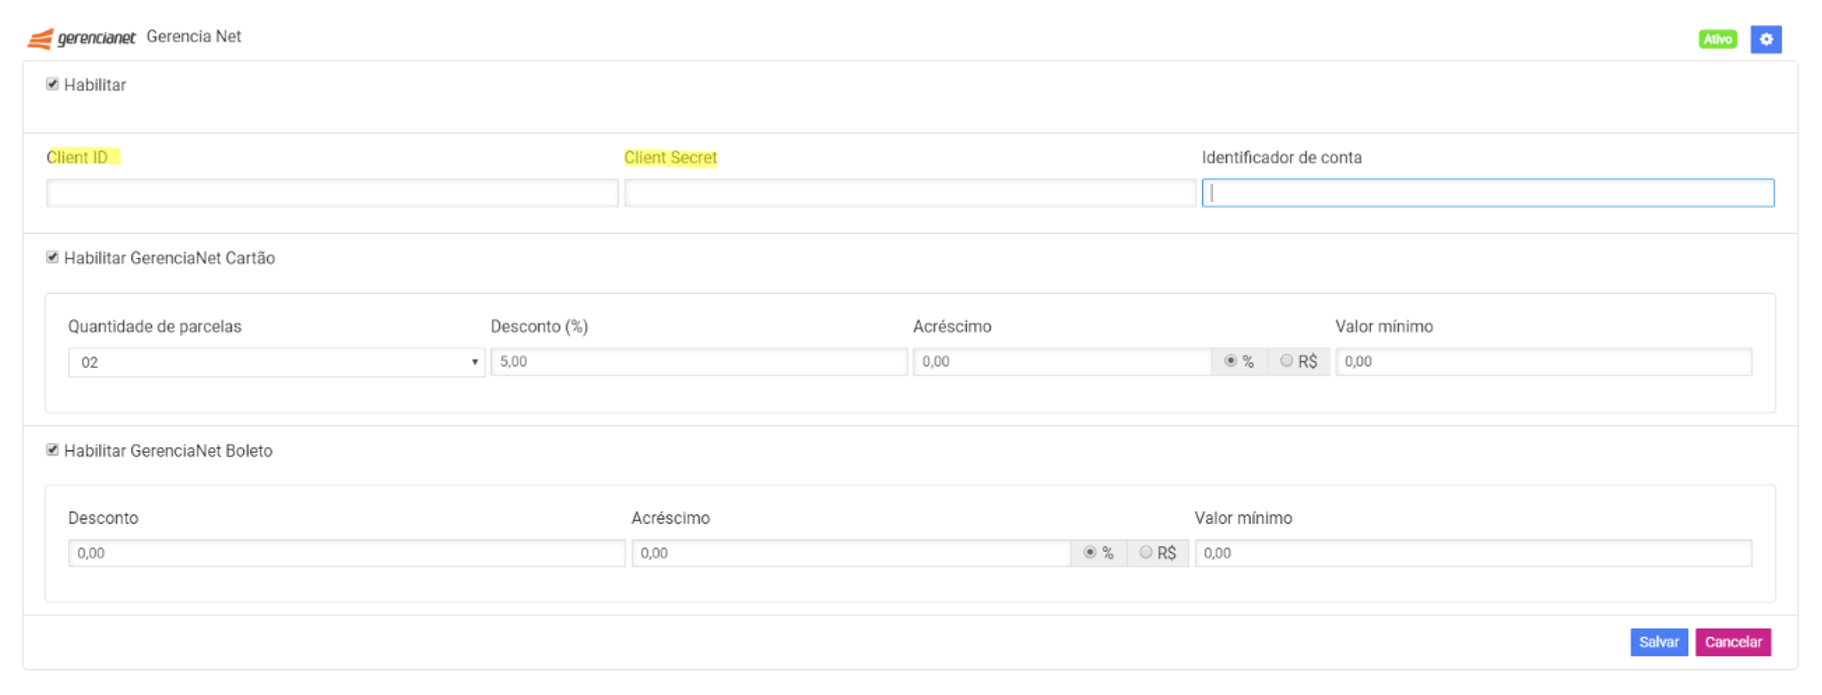 gerencianet Gerencia Net Ativo
Habilitar
Client ID Client Secret Identificador de conta
Habilitar GerenciaNet Cartão
Quantidade de parcelas Desconto (%) Acréscimo Valor mínimo
02 5,00 0,00 % R$ 0,00
Habilitar GerenciaNet Boleto
Desconto Acréscimo Valor mínimo
0,00 0,00 % R$ 0,00
Salvar Cancelar